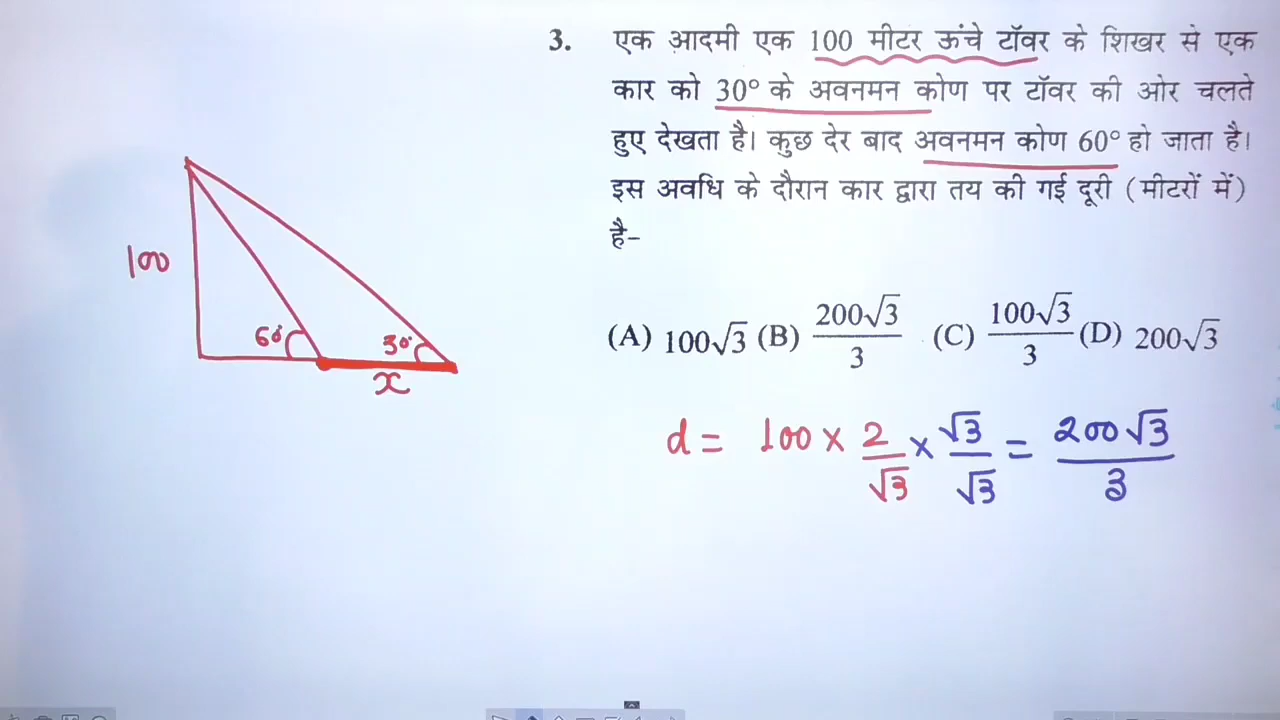 3. एक आदमी एक 100 मीटर ऊंचे टॉवर के शिखर से एक
कार को 30° के अवनमन कोण पर टॉवर की ओर चलते
हुए देखता है। कुछ देर बाद अवनमन कोण 60° हो जाता है।
इस अवधि के दौरान कार द्वारा तय की गई दूरी (मीटरों में)
है-
100
60°
30°
x
(A) 100√3 (B) 200√3/3 (C) 100√3/3 (D) 200√3
d = 100 × 2/√3 × √3/√3 = 200√3/3